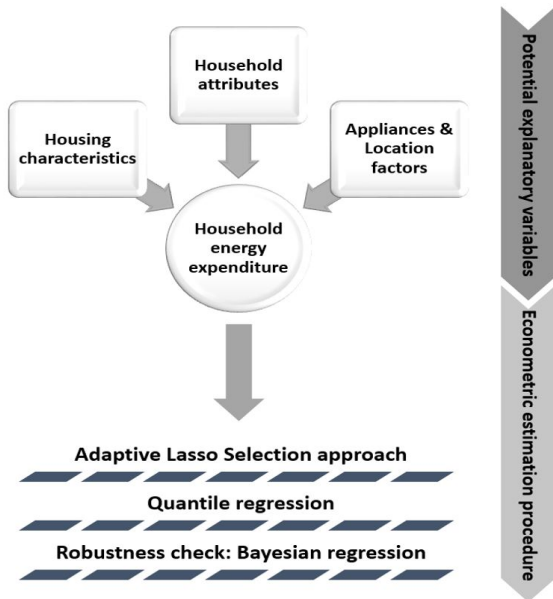 Household
attributes
Housing
characteristics
Appliances &
Location
factors
Household
energy
expenditure
Adaptive Lasso Selection approach
Quantile regression
Robustness check: Bayesian regression
Potential explanatory variables
Econometric estimation procedure